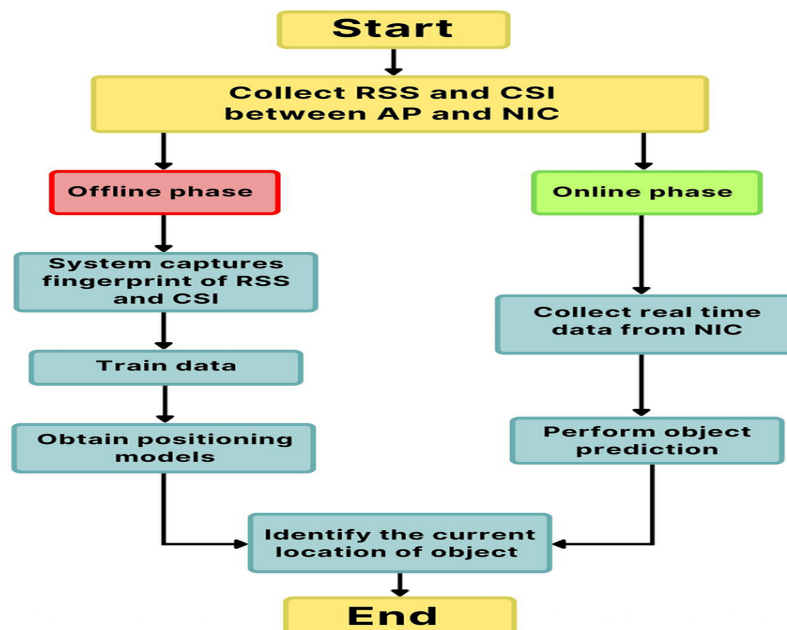 Start
Collect RSS and CSI
between AP and NIC
Offline phase
Online phase
System captures
fingerprint of RSS
and CSI
Collect real time
data from NIC
Train data
Obtain positioning
models
Perform object
prediction
Identify the current
location of object
End